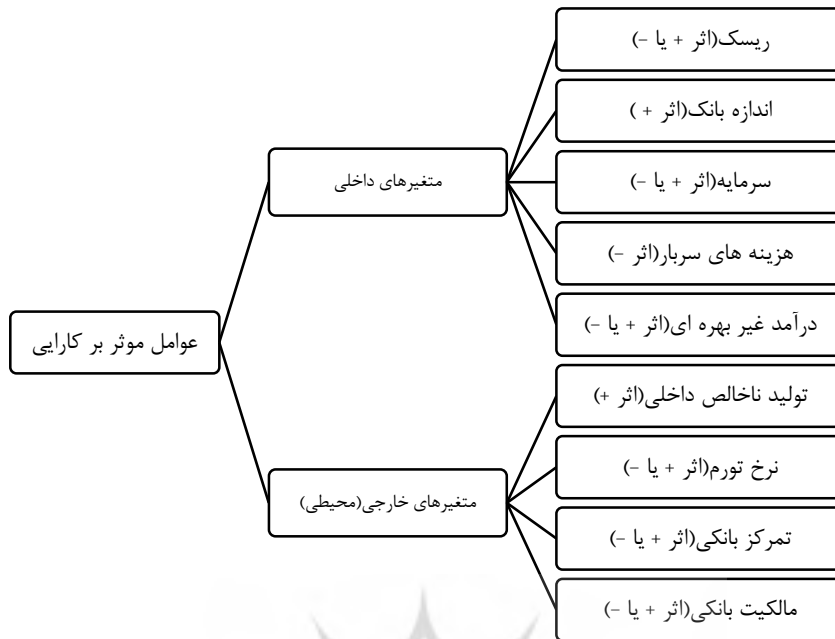 عوامل موثر بر کارایی
متغیرهای داخلی
ریسک(اثر + یا -)
اندازه بانک(اثر + )
سرمایه(اثر + یا -)
هزینه های سربار(اثر -)
درآمد غیر بهره ای(اثر + یا -)
متغیرهای خارجی(محیطی)
تولید ناخالص داخلی(اثر +)
نرخ تورم(اثر + یا -)
تمرکز بانکی(اثر + یا -)
مالکیت بانکی(اثر + یا -)